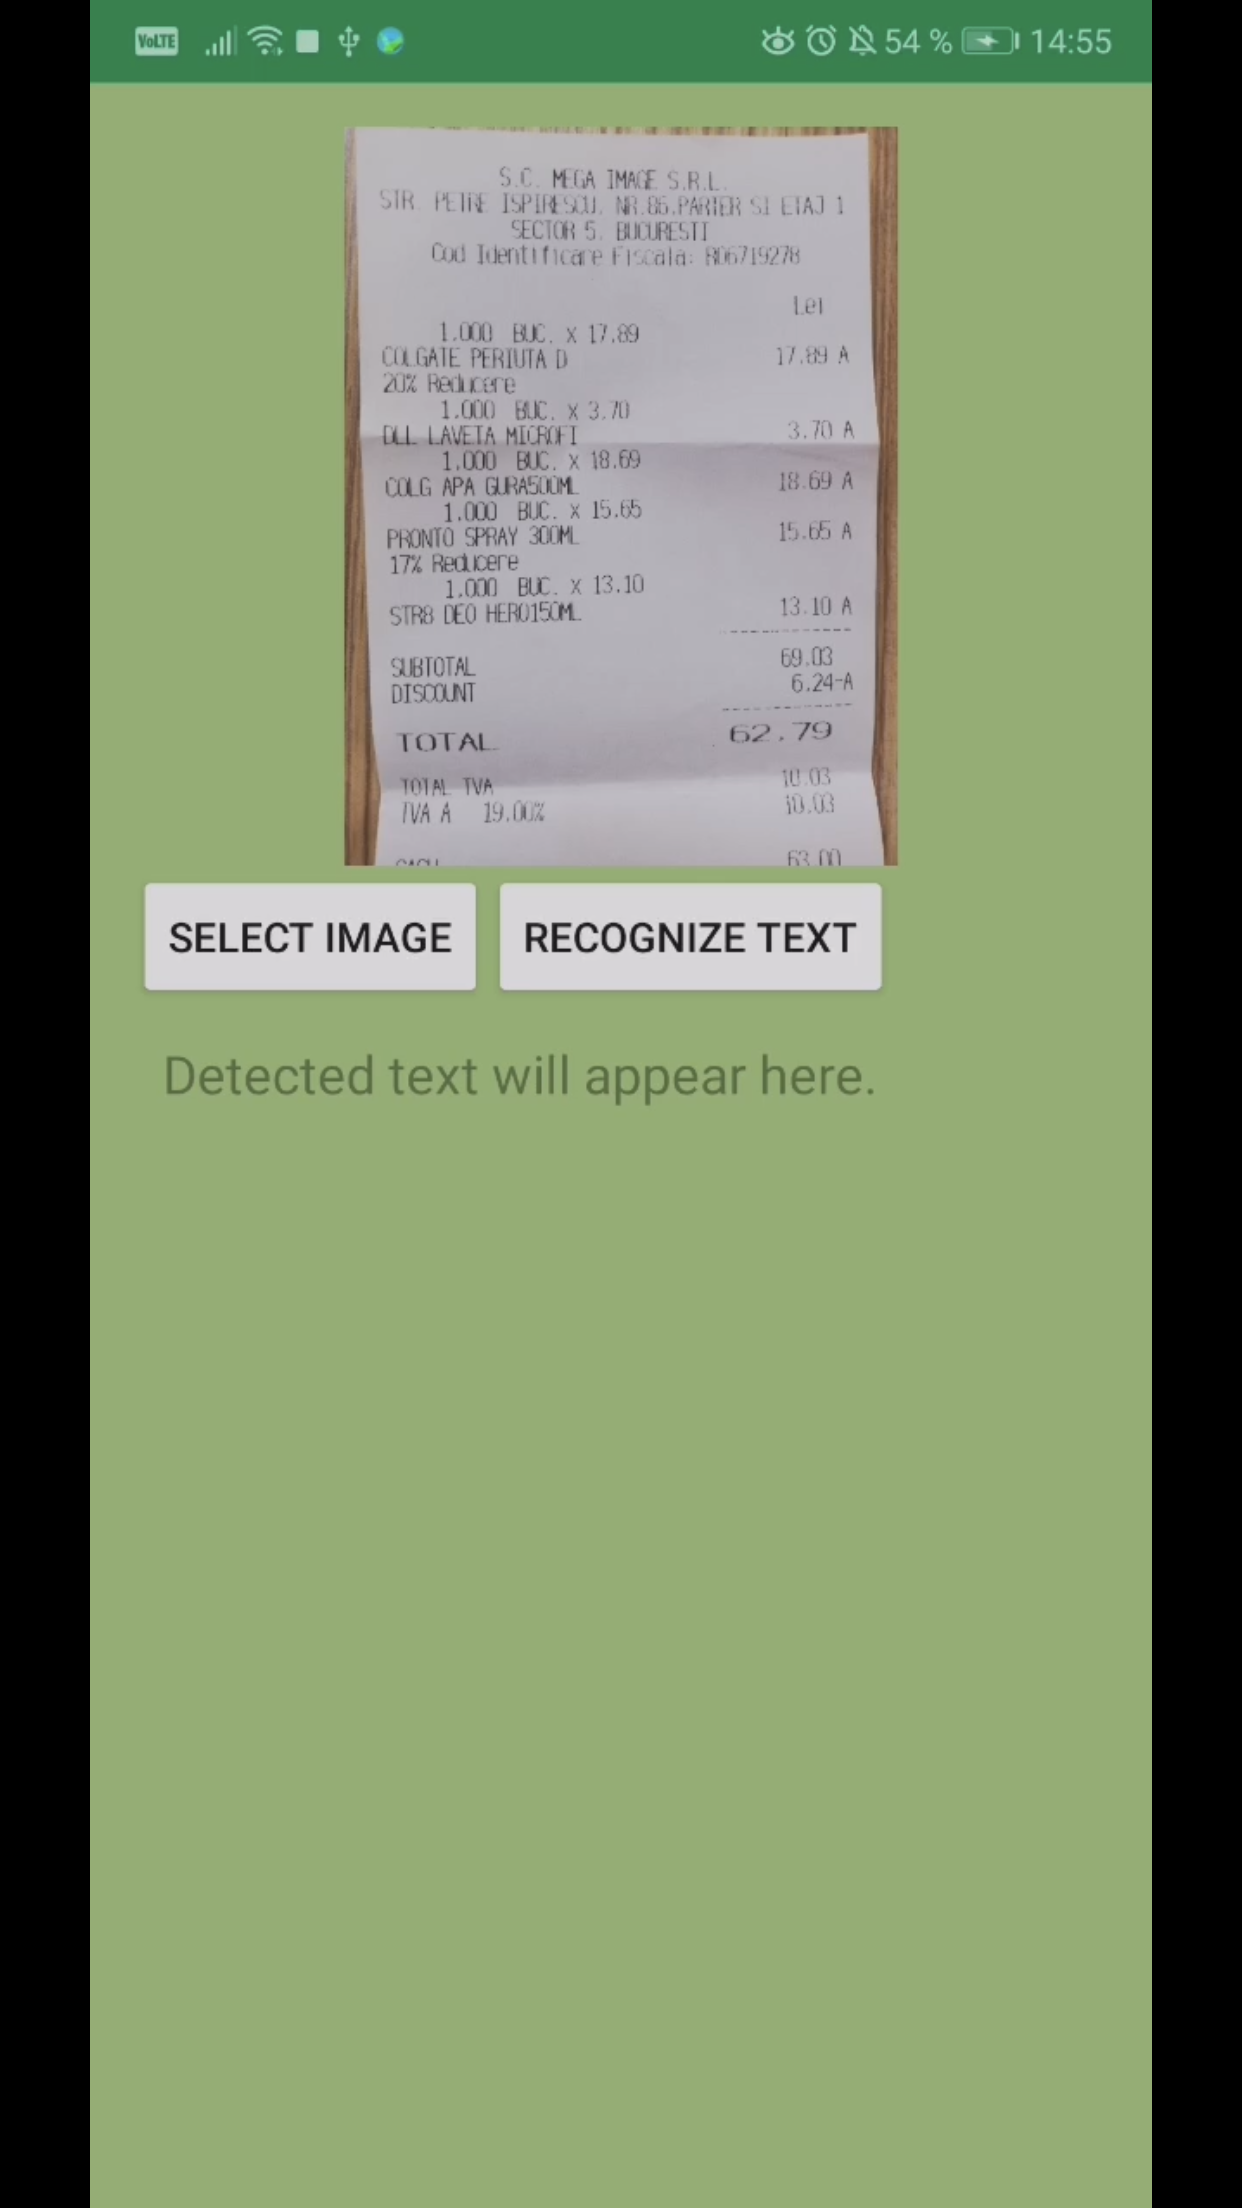 VoLTE 54 % 14:55
S.C. MEGA IMAGE S.R.L.
STR. PETRE ISPIRESCU, NR.86,PARTER SI ETAJ 1
SECTOR 5, BUCURESTI
Cod Identificare Fiscala: RO6719278
Lei
1.000 BUC. X 17.89
COLGATE PERIUTA D 17.89 A
20% Reducere
1.000 BUC. X 3.70
DLL LAVETA MICROFI 3.70 A
1.000 BUC. X 18.69
COLG APA GURA500ML 18.69 A
1.000 BUC. X 15.65
PRONTO SPRAY 300ML 15.65 A
17% Reducere
1.000 BUC. X 13.10
STR8 DEO HERO150ML 13.10 A
SUBTOTAL 69.03
DISCOUNT 6.24-A
TOTAL 62.79
TOTAL TVA 10.03
TVA A 19.00% 10.03
63.00
SELECT IMAGE RECOGNIZE TEXT
Detected text will appear here.